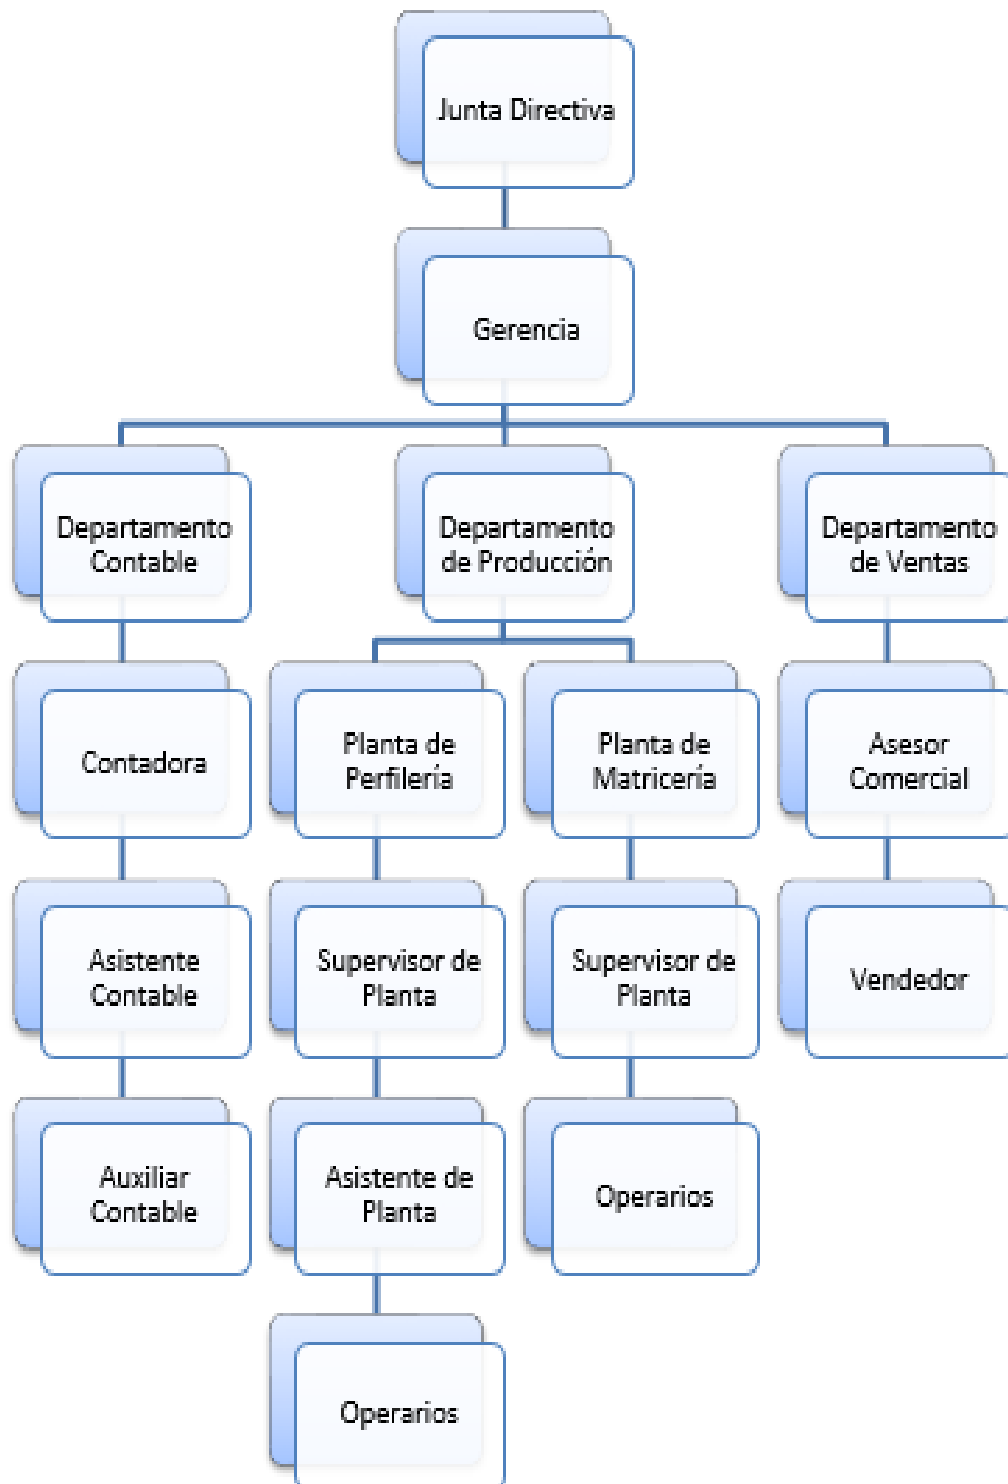 Junta Directiva
Gerencia
Departamento
Contable
Departamento
de Producción
Departamento
de Ventas
Contadora
Planta de
Perfilería
Planta de
Matricería
Asesor
Comercial
Asistente
Contable
Supervisor de
Planta
Supervisor de
Planta
Vendedor
Auxiliar
Contable
Asistente de
Planta
Operarios
Operarios